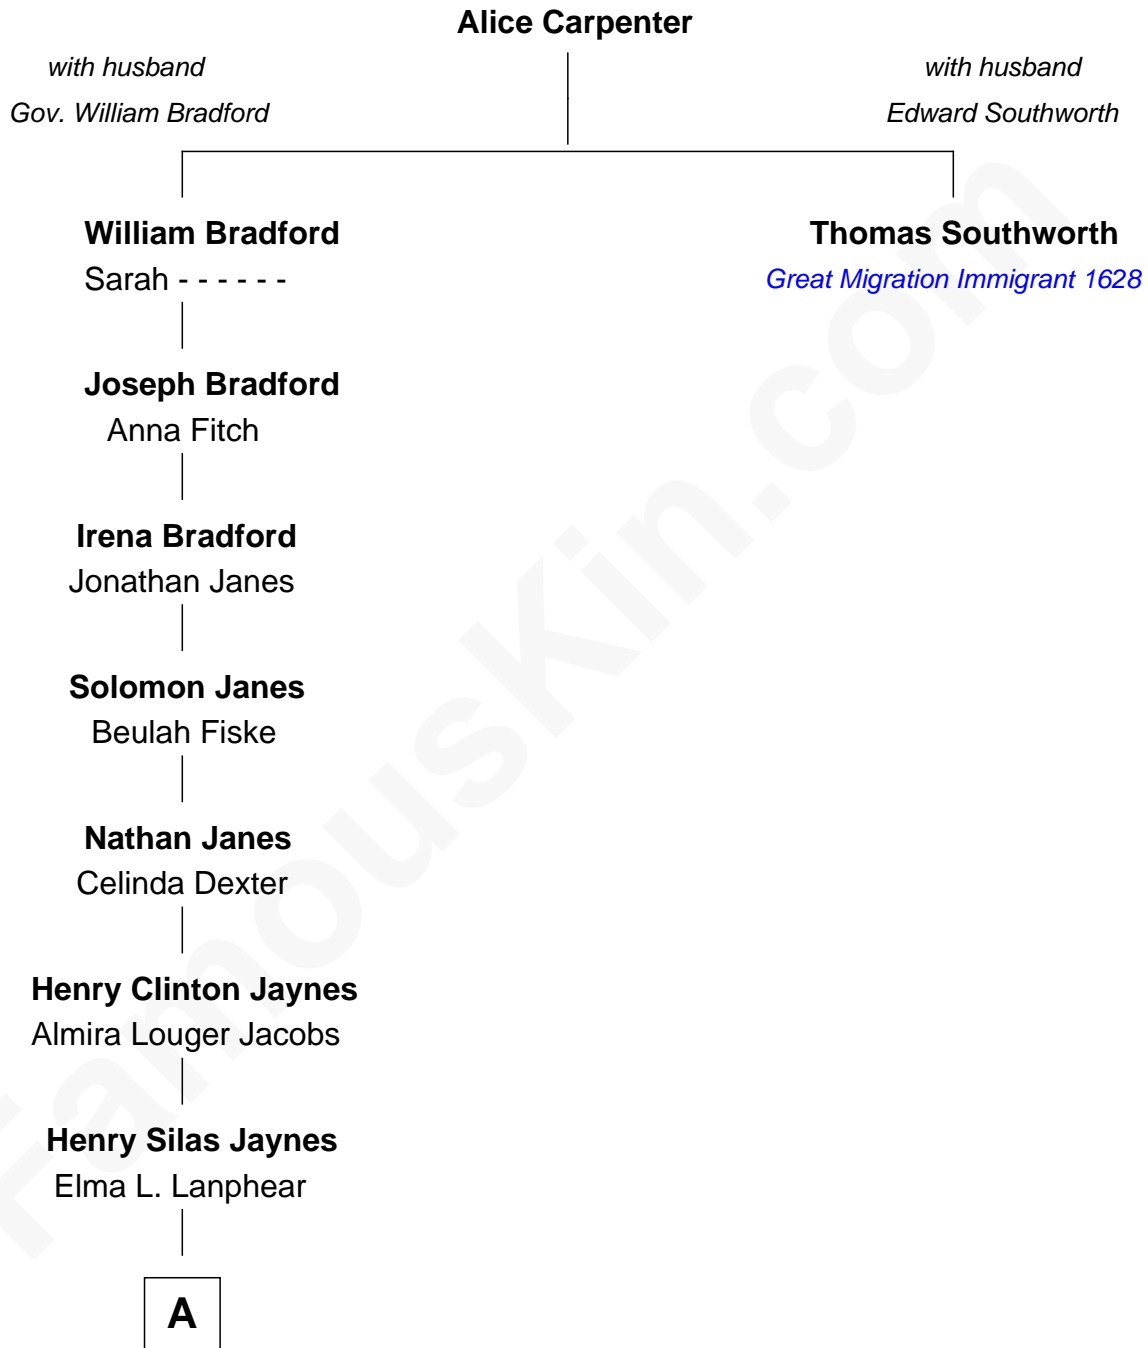 Alice Carpenter
with husband
Gov. William Bradford
with husband
Edward Southworth
William Bradford
Sarah - - - - - -
Thomas Southworth
Great Migration Immigrant 1628
Joseph Bradford
Anna Fitch
Irena Bradford
Jonathan Janes
Solomon Janes
Beulah Fiske
Nathan Janes
Celinda Dexter
Henry Clinton Jaynes
Almira Louger Jacobs
Henry Silas Jaynes
Elma L. Lanphear
A
FamousKin.com